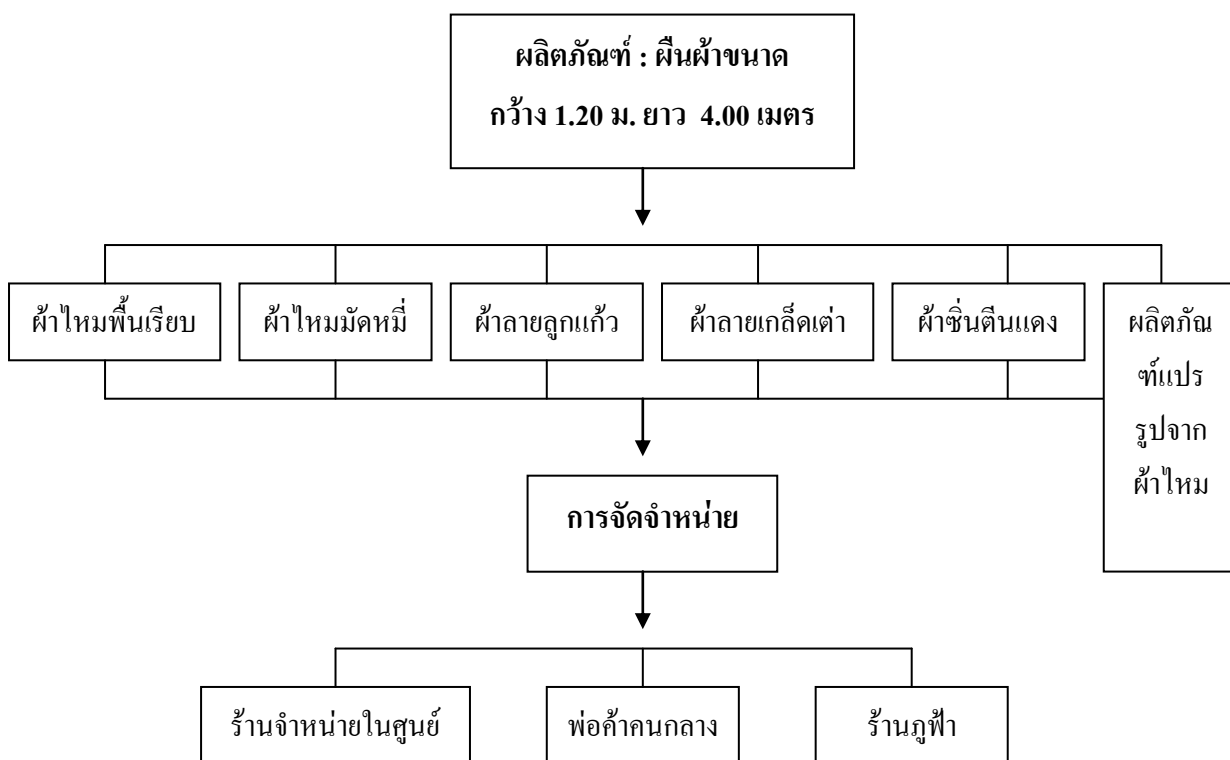 ผลิตภัณฑ์ : ผืนผ้าขนาด
กว้าง 1.20 ม. ยาว 4.00 เมตร
ผ้าไหมพื้นเรียบ
ผ้าไหมมัดหมี่
ผ้าลายลูกแก้ว
ผ้าลายเกล็ดเต่า
ผ้าซิ่นตีนแดง
ผลิตภัณ
ฑ์แปร
รูปจาก
ผ้าไหม
การจัดจำหน่าย
ร้านจำหน่ายในศูนย์
พ่อค้าคนกลาง
ร้านภูฟ้า